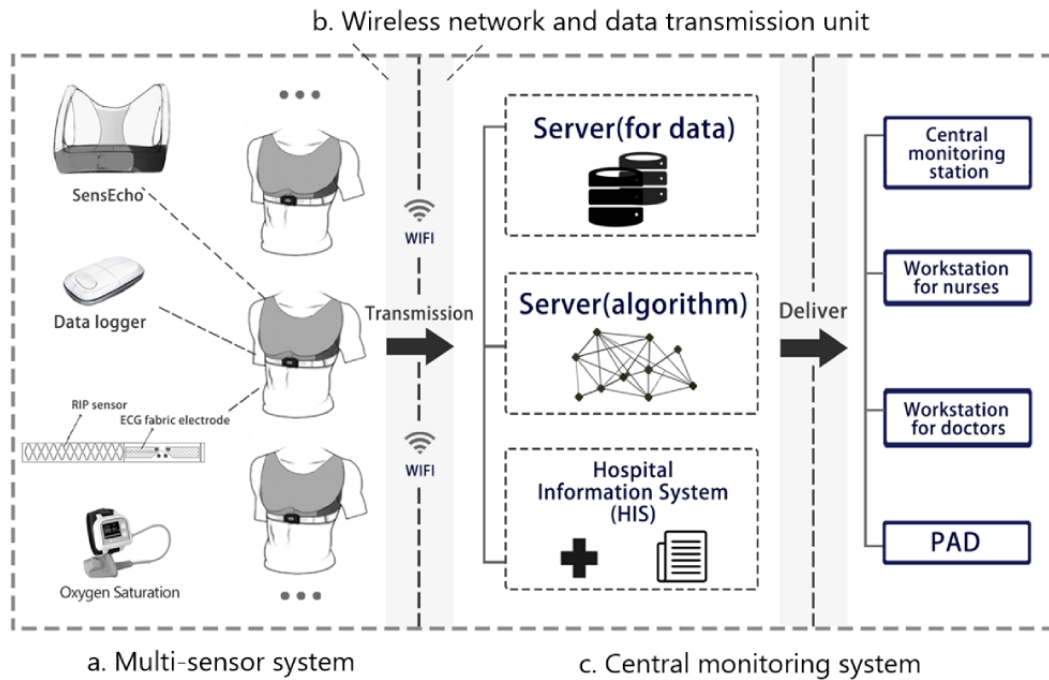 b. Wireless network and data transmission unit
SensEcho
Data logger
RIP sensor
ECG fabric electrode
Oxygen Saturation
WIFI
Transmission
WIFI
Server(for data)
Server(algorithm)
Hospital
Information System
(HIS)
Deliver
Central
monitoring
station
Workstation
for nurses
Workstation
for doctors
PAD
a. Multi-sensor system
c. Central monitoring system